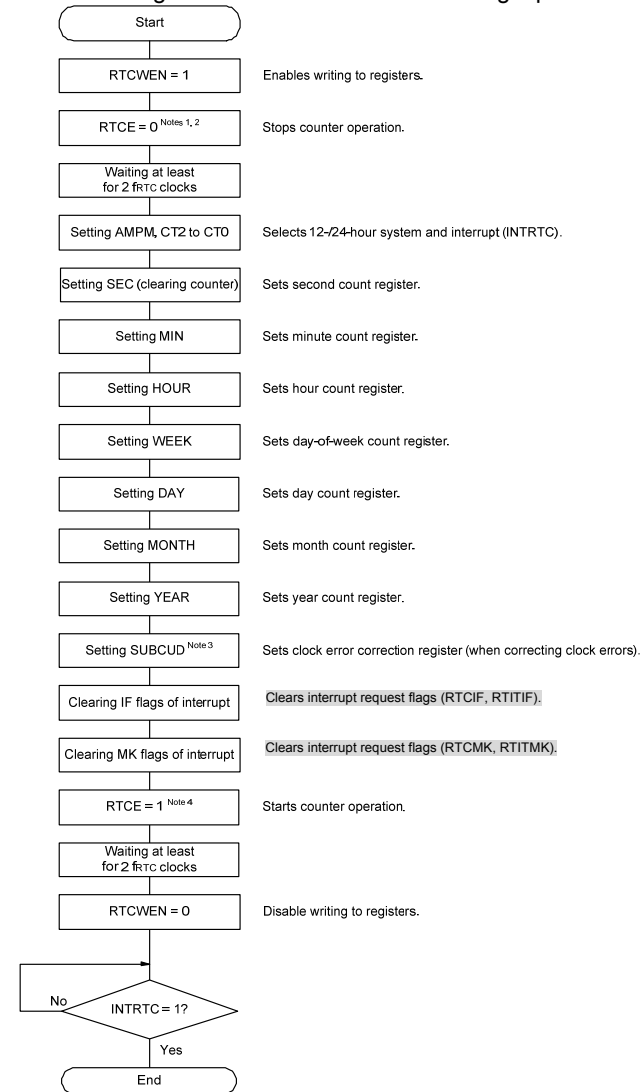 Start
RTCWEN = 1 Enables writing to registers.
RTCE = 0 Notes 1, 2 Stops counter operation.
Waiting at least
for 2 fRTC clocks
Setting AMPM, CT2 to CT0 Selects 12-/24-hour system and interrupt (INTRTC).
Setting SEC (clearing counter) Sets second count register.
Setting MIN Sets minute count register.
Setting HOUR Sets hour count register.
Setting WEEK Sets day-of-week count register.
Setting DAY Sets day count register.
Setting MONTH Sets month count register.
Setting YEAR Sets year count register.
Setting SUBCUD Note 3 Sets clock error correction register (when correcting clock errors).
Clearing IF flags of interrupt Clears interrupt request flags (RTCIF, RTITIF).
Clearing MK flags of interrupt Clears interrupt request flags (RTCMK, RTITMK).
RTCE = 1 Note 4 Starts counter operation.
Waiting at least
for 2 fRTC clocks
RTCWEN = 0 Disable writing to registers.
No
INTRTC = 1?
Yes
End